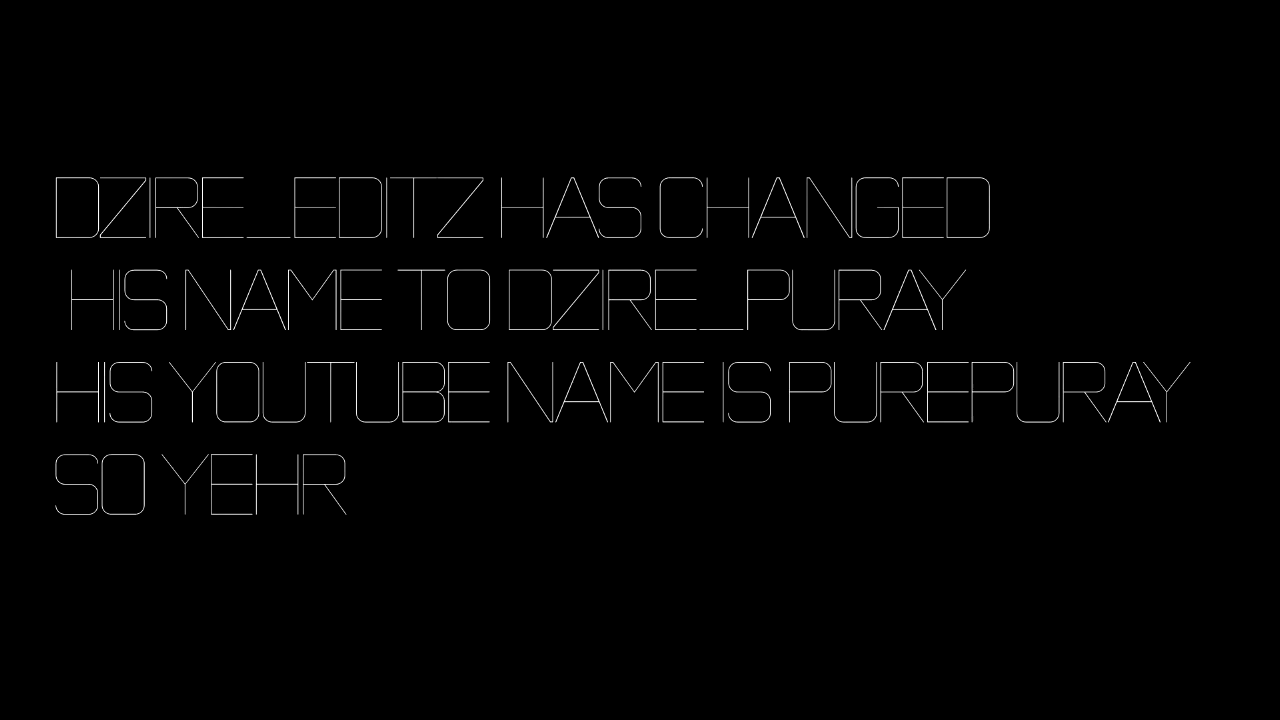 DZIRE_EDITZ HAS CHANGED
HIS NAME TO DZIRE_PURAY
HIS YOUTUBE NAME IS PUREPURAY
SO YEHR